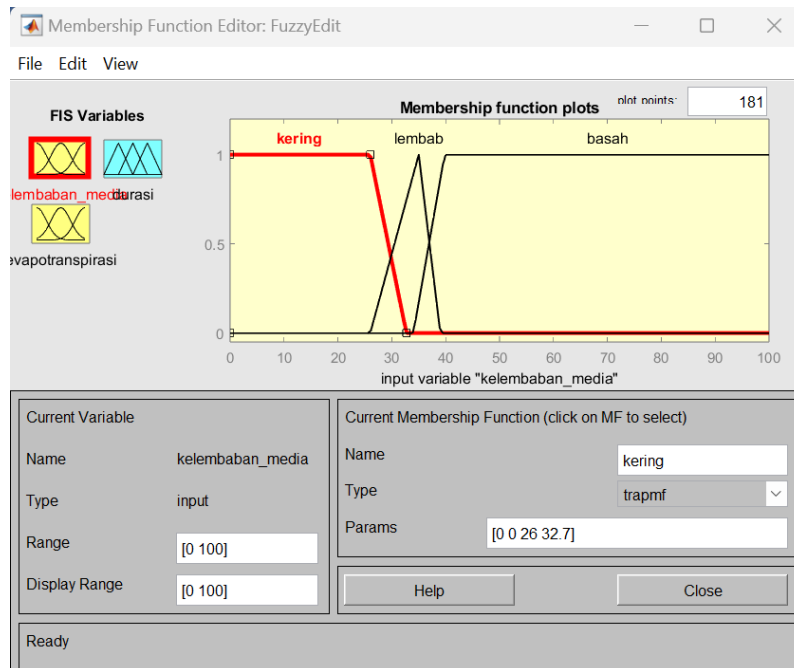 Membership Function Editor: FuzzyEdit
File Edit View
FIS Variables
kelembaban_media
durasi
evapotranspirasi
Membership function plots
plot points:
181
kering
lembab
basah
1
0.5
0
0 10 20 30 40 50 60 70 80 90 100
input variable "kelembaban_media"
Current Variable
Name kelembaban_media
Type input
Range [0 100]
Display Range [0 100]
Current Membership Function (click on MF to select)
Name kering
Type trapmf
Params [0 0 26 32.7]
Help Close
Ready